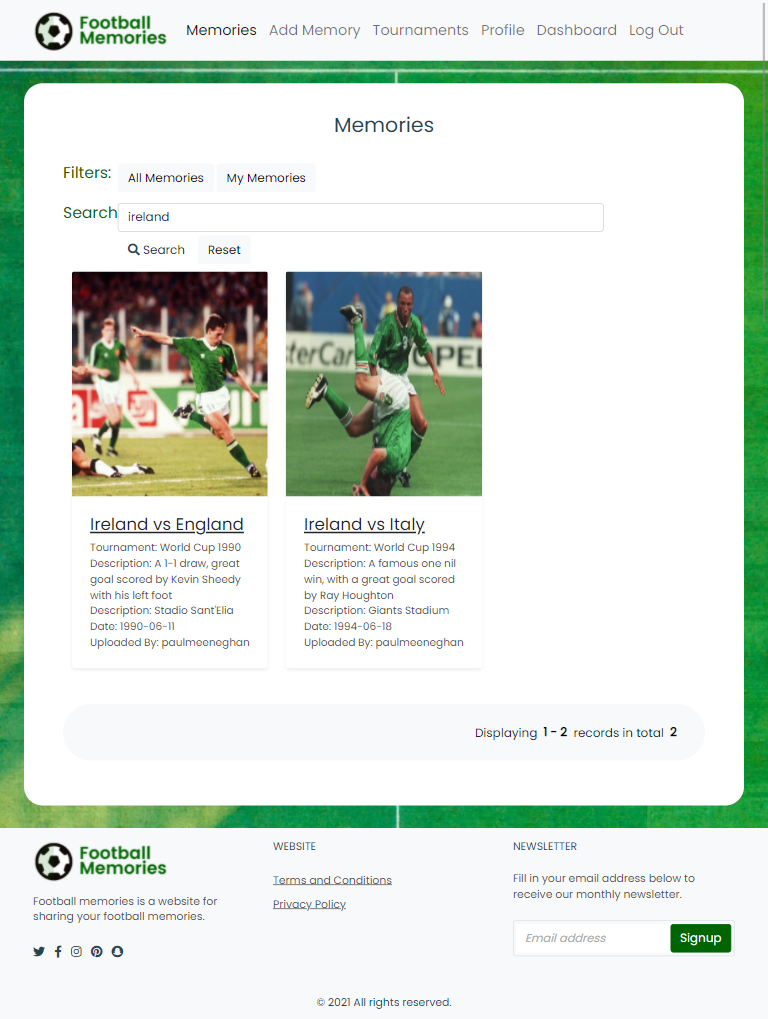 Football
Memories
Memories Add Memory Tournaments Profile Dashboard Log Out
Memories
Filters: All Memories My Memories
Search ireland
Search Reset
terCar
OPEL
Ireland vs England
Tournament: World Cup 1990
Description: A 1-1 draw, great
goal scored by Kevin Sheedy
with his left foot
Description: Stadio Sant'Elia
Date: 1990-06-11
Uploaded By: paulmeeneghan
Ireland vs Italy
Tournament: World Cup 1994
Description: A famous one nil
win, with a great goal scored
by Ray Houghton
Description: Giants Stadium
Date: 1994-06-18
Uploaded By: paulmeeneghan
Displaying 1 - 2 records in total 2
Football
Memories
Football memories is a website for
sharing your football memories.
WEBSITE
Terms and Conditions
Privacy Policy
NEWSLETTER
Fill in your email address below to
receive our monthly newsletter.
Email address Signup
© 2021 All rights reserved.